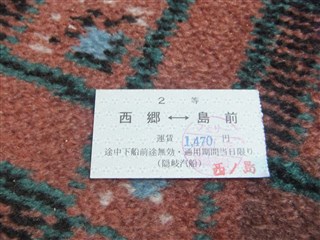 2 等
西 郷 ↔ 島 前
運賃 1,470 円
途中下船前途無効・通用期間当日限り
(隠岐汽船)
西ノ島